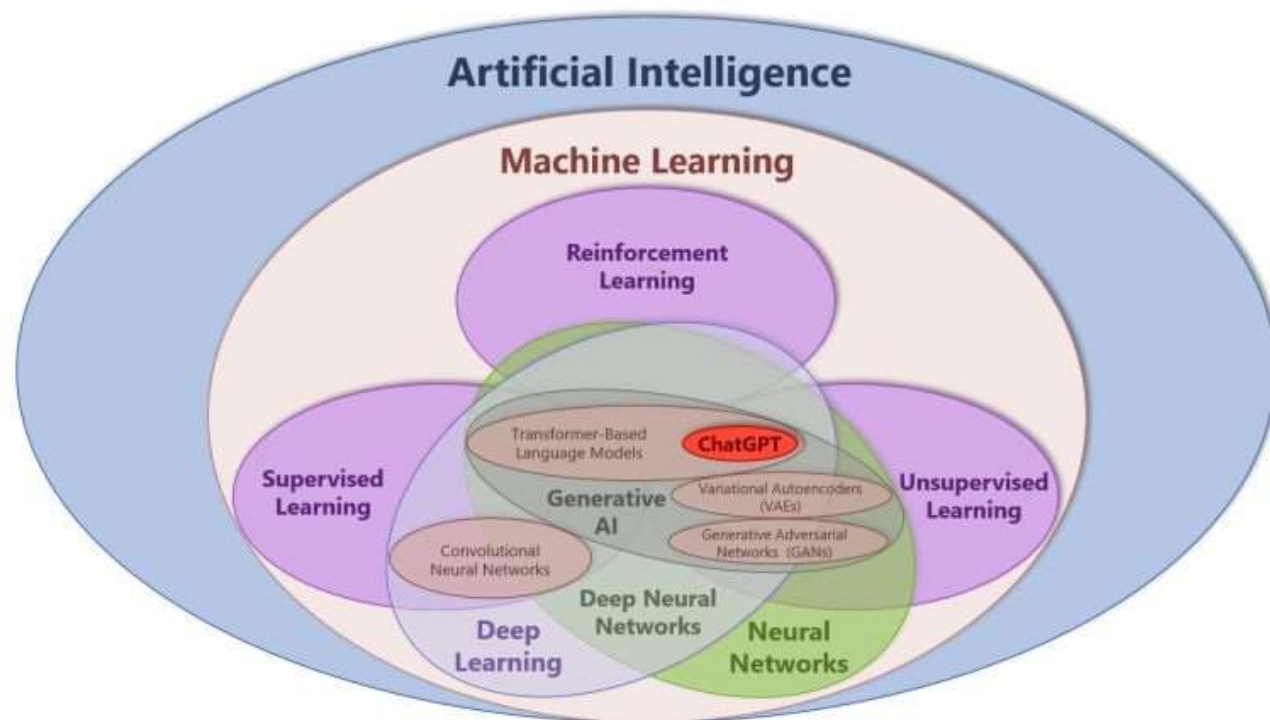 Artificial Intelligence
Machine Learning
Reinforcement
Learning
Transformer-Based
Language Models
ChatGPT
Supervised
Learning
Generative
AI
Variational Autoencoders
(VAEs)
Unsupervised
Learning
Generative Adversarial
Networks (GANs)
Convolutional
Neural Networks
Deep Neural
Networks
Deep
Learning
Neural
Networks